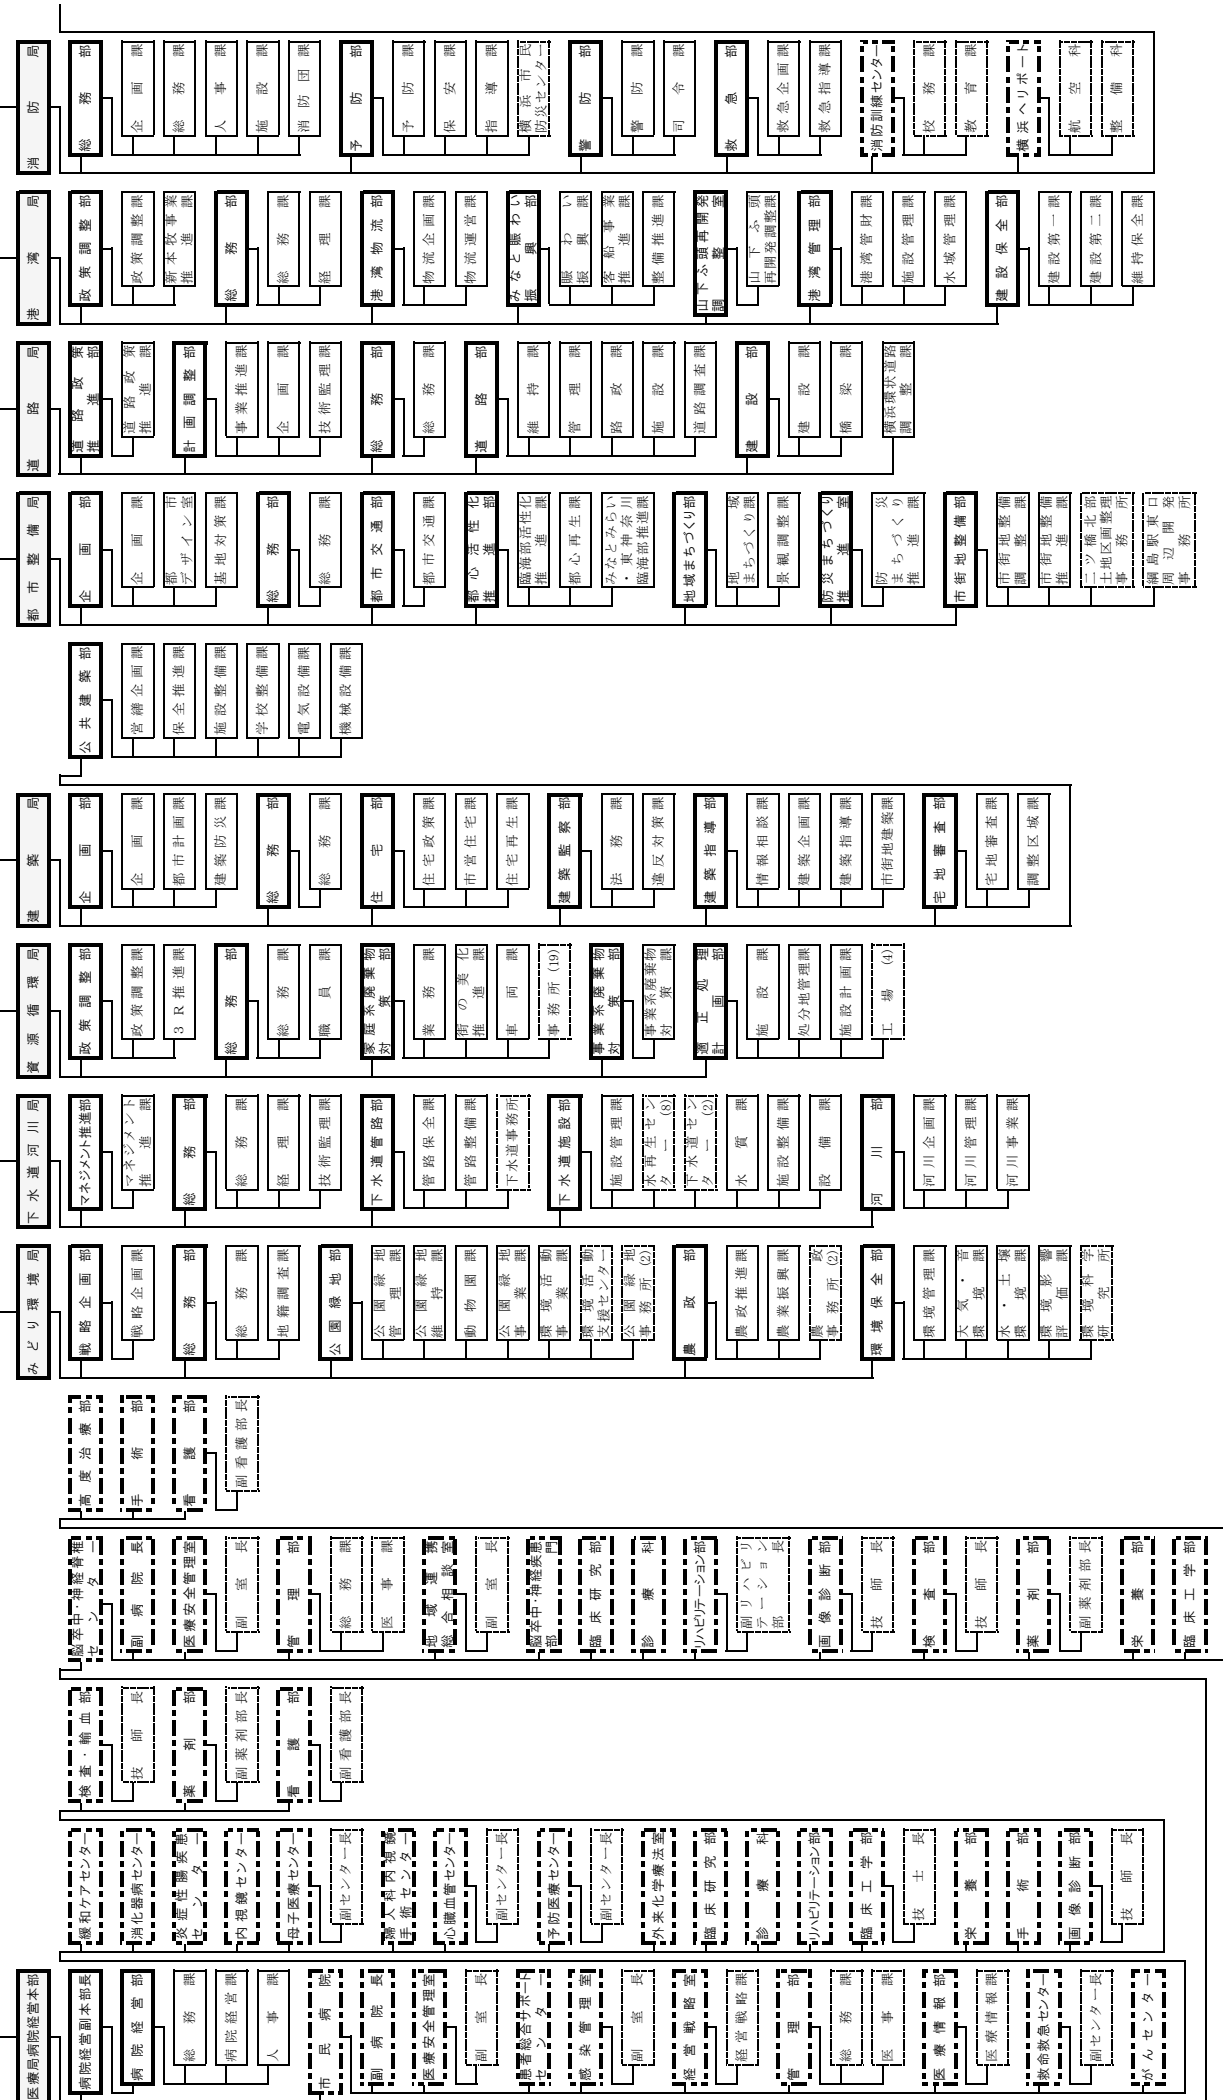 医療局病院経営本部
病院経営副本部長
病院経営部
総務課
病院経営課
人事課
市民病院
副病院長
医療安全管理室
副室長
患者総合サポート
センター
感染管理室
副室長
経営戦略室
経営戦略課
管理部
総務課
医事課
医療情報部
医療情報課
救命救急センター
副センター長
がんセンター
緩和ケアセンター
消化器病センター
炎症性腸疾患
センター
内視鏡センター
母子医療センター
副センター長
婦人科内視鏡
手術センター
心臓血管センター
副センター長
予防医療センター
副センター長
外来化学療法室
臨床研究部
診療科
リハビリテーション部
臨床工学部
技士長
栄養部
手術部
画像診断部
技師長
検査・輸血部
技師長
薬剤部
副薬剤部長
看護部
副看護部長
脳卒中・神経脊椎
センター
副病院長
医療安全管理室
副室長
管理部
総務課
医事課
地域連携
総合相談室
副室長
脳卒中・神経疾患
部門
臨床研究部
診療科
リハビリテーション部
副リハビリ
テーション
部長
画像診断部
技師長
検査部
技師長
薬剤部
副薬剤部長
栄養部
臨床工学部
高度治療部
手術部
看護部
副看護部長
みどり環境局
戦略企画部
戦略企画課
総務部
総務課
地籍調査課
公園緑地部
公園緑地
管理課
公園緑地
維持課
動物園課
公園緑地
事業課
環境活動
事業課
環境活動
支援センター
公園緑地
事務所(2)
農政部
農政推進課
農業振興課
農政
事務所(2)
環境保全部
環境管理課
大気・音
環境課
水・土壌
環境課
環境影響
評価課
環境科学
研究所
下水道河川局
マネジメント推進部
マネジメント
推進課
総務部
総務課
経理課
技術監理課
下水道管路部
管路保全課
管路整備課
下水道事務所
下水道施設部
施設管理課
水再生セン
ター(8)
下水道セン
ター(2)
水質課
施設整備課
設備課
河川部
河川企画課
河川管理課
河川事業課
資源循環局
政策調整部
政策調整課
3R推進課
総務部
総務課
職員課
家庭系廃棄物
対策部
業務課
街の美化
推進課
車両課
事務所(19)
事業系廃棄物
対策部
事業系廃棄物
対策課
適正処理
計画部
施設課
処分地管理課
施設計画課
工場(4)
建築局
企画部
企画課
都市計画課
建築防災課
総務部
総務課
住宅部
住宅政策課
市営住宅課
住宅再生課
建築監察部
法務課
違反対策課
建築指導部
情報相談課
建築企画課
建築指導課
市街地建築課
宅地審査部
宅地審査課
調整区域課
公共建築部
営繕企画課
保全推進課
施設整備課
学校整備課
電気設備課
機械設備課
都市整備局
企画部
企画課
都市
デザイン室
基地対策課
総務部
総務課
都市交通部
都市交通課
都心活性化
推進部
臨海部活性化
推進課
都心再生課
みなとみらい
・東神奈川
臨海部推進課
地域まちづくり部
地域
まちづくり課
景観調整課
防災まちづくり
推進室
防災
まちづくり
推進課
市街地整備部
市街地整備
調整課
市街地整備
推進課
二ツ橋北部
土地区画整理
事務所
綱島駅東口
周辺開発
事務所
道路局
道路政策
推進部
道路政策
推進課
計画調整部
事業推進課
企画課
技術監理課
総務部
総務課
道路部
維持課
管理課
路政課
施設課
道路調査課
建設部
建設課
橋梁課
横浜環状道路
調整課
港湾局
政策調整部
政策調整課
新本牧事業
推進課
総務部
総務課
経理課
港湾物流部
物流企画課
物流運営課
みなと賑わい
振興部
賑わい
振興課
客船事業
推進課
整備推進課
山下ふ頭再開発
調整室
山下ふ頭
再開発調整課
港湾管理部
港湾管財課
施設管理課
水域管理課
建設保全部
建設第一課
建設第二課
維持保全課
消防局
総務部
企画課
総務課
人事課
施設課
消防団課
予防部
予防課
保安課
指導課
横浜市民
防災センター
警防部
警防課
司令課
救急部
救急企画課
救急指導課
消防訓練センター
校務課
教育課
横浜ヘリポート
航空科
整備科